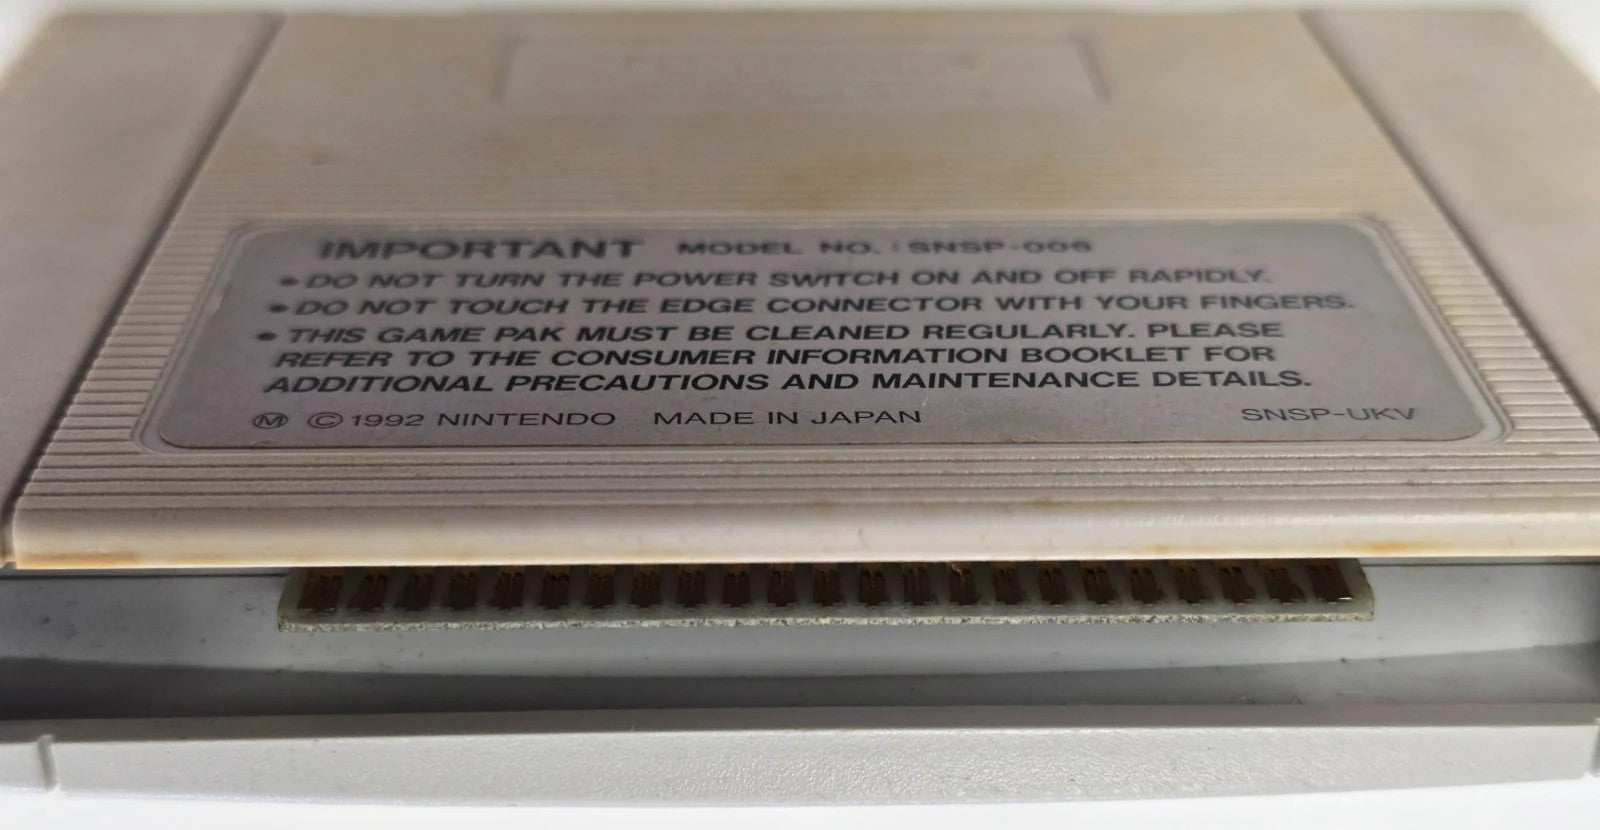 IMPORTANT MODEL NO. : SNSP-006
• DO NOT TURN THE POWER SWITCH ON AND OFF RAPIDLY.
• DO NOT TOUCH THE EDGE CONNECTOR WITH YOUR FINGERS.
• THIS GAME PAK MUST BE CLEANED REGULARLY. PLEASE
REFER TO THE CONSUMER INFORMATION BOOKLET FOR
ADDITIONAL PRECAUTIONS AND MAINTENANCE DETAILS.
Ⓜ © 1992 NINTENDO MADE IN JAPAN SNSP-UKV